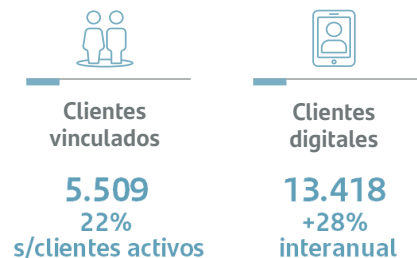 Clientes
vinculados
5.509
22%
s/clientes activos
Clientes
digitales
13.418
+28%
interanual